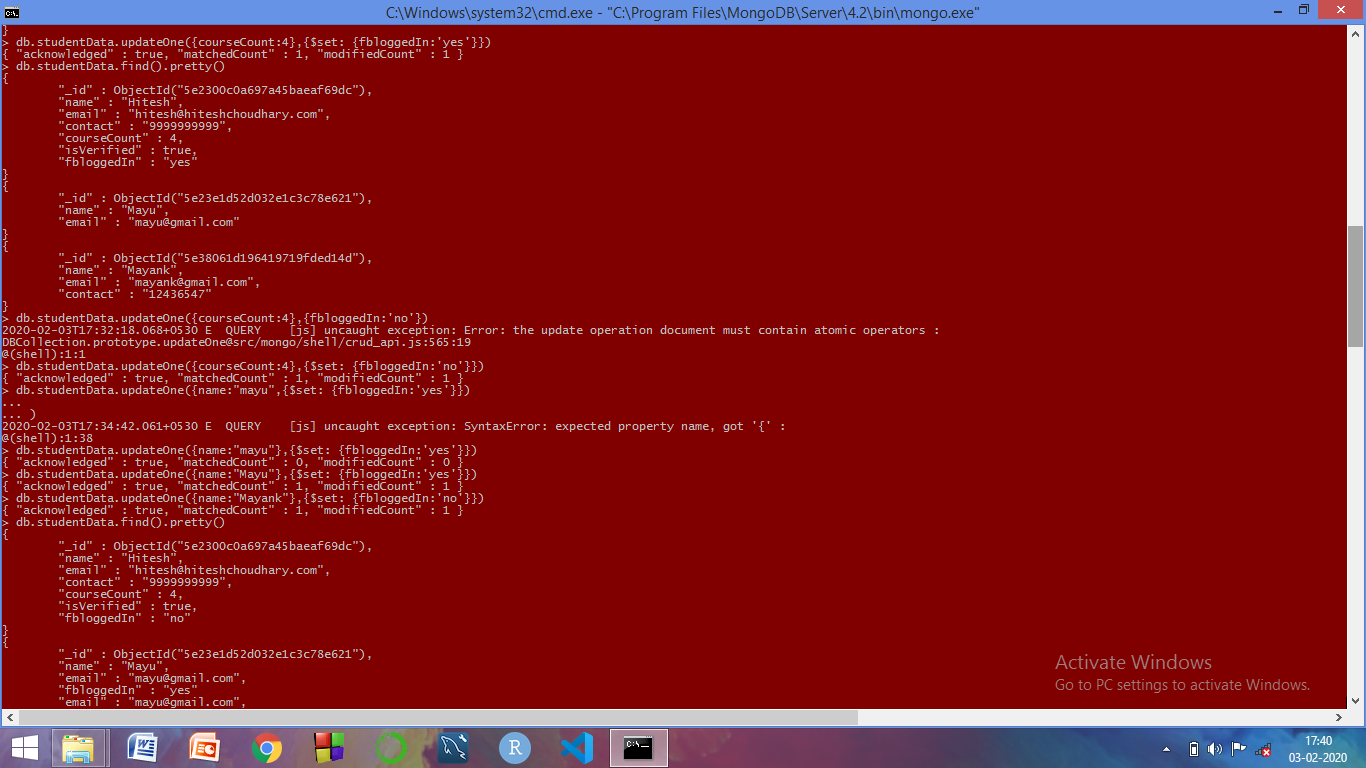 C:\Windows\system32\cmd.exe - "C:\Program Files\MongoDB\Server\4.2\bin\mongo.exe"
}
> db.studentData.updateOne({courseCount:4},{$set: {fbloggedIn:'yes'}})
{ "acknowledged" : true, "matchedCount" : 1, "modifiedCount" : 1 }
> db.studentData.find().pretty()
{
        "_id" : ObjectId("5e2300c0a697a45baeaf69dc"),
        "name" : "Hitesh",
        "email" : "hitesh@hiteshchoudhary.com",
        "contact" : "9999999999",
        "courseCount" : 4,
        "isVerified" : true,
        "fbloggedIn" : "yes"
}
{
        "_id" : ObjectId("5e23e1d52d032e1c3c78e621"),
        "name" : "Mayu",
        "email" : "mayu@gmail.com"
}
{
        "_id" : ObjectId("5e38061d196419719fded14d"),
        "name" : "Mayank",
        "email" : "mayank@gmail.com",
        "contact" : "12436547"
}
> db.studentData.updateOne({courseCount:4},{fbloggedIn:'no'})
2020-02-03T17:32:18.068+0530 E  QUERY    [js] uncaught exception: Error: the update operation document must contain atomic operators :
DBCollection.prototype.updateOne@src/mongo/shell/crud_api.js:565:19
@(shell):1:1
> db.studentData.updateOne({courseCount:4},{$set: {fbloggedIn:'no'}})
{ "acknowledged" : true, "matchedCount" : 1, "modifiedCount" : 1 }
> db.studentData.updateOne({name:"mayu",{$set: {fbloggedIn:'yes'}})
...
... )
2020-02-03T17:34:42.061+0530 E  QUERY    [js] uncaught exception: SyntaxError: expected property name, got '{' :
@(shell):1:38
> db.studentData.updateOne({name:"mayu"},{$set: {fbloggedIn:'yes'}})
{ "acknowledged" : true, "matchedCount" : 0, "modifiedCount" : 0 }
> db.studentData.updateOne({name:"Mayu"},{$set: {fbloggedIn:'yes'}})
{ "acknowledged" : true, "matchedCount" : 1, "modifiedCount" : 1 }
> db.studentData.updateOne({name:"Mayank"},{$set: {fbloggedIn:'no'}})
{ "acknowledged" : true, "matchedCount" : 1, "modifiedCount" : 1 }
> db.studentData.find().pretty()
{
        "_id" : ObjectId("5e2300c0a697a45baeaf69dc"),
        "name" : "Hitesh",
        "email" : "hitesh@hiteshchoudhary.com",
        "contact" : "9999999999",
        "courseCount" : 4,
        "isVerified" : true,
        "fbloggedIn" : "no"
}
{
        "_id" : ObjectId("5e23e1d52d032e1c3c78e621"),
        "name" : "Mayu",
        "email" : "mayu@gmail.com",
        "fbloggedIn" : "yes"
        "email" : "mayu@gmail.com",
Activate Windows
Go to PC settings to activate Windows.
17:40
03-02-2020